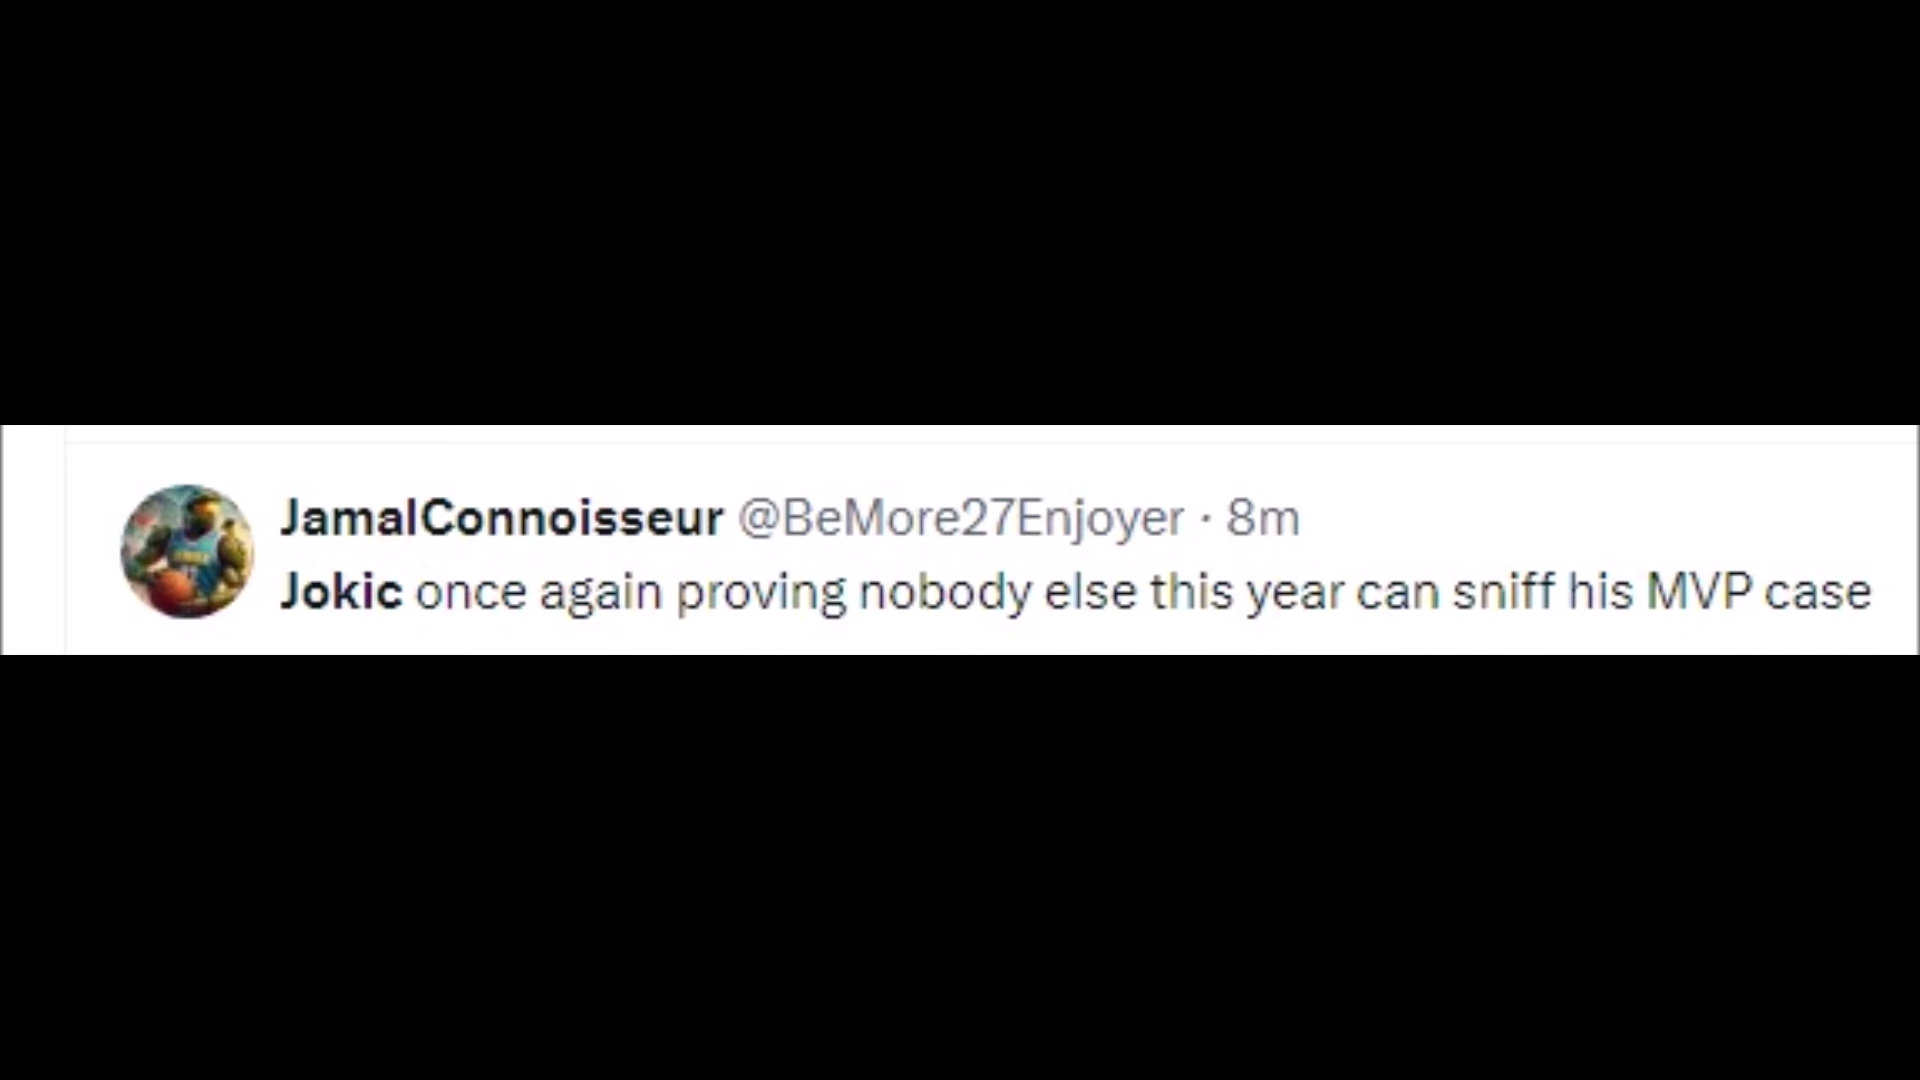 JamalConnoisseur @BeMore27Enjoyer · 8m
Jokic once again proving nobody else this year can sniff his MVP case